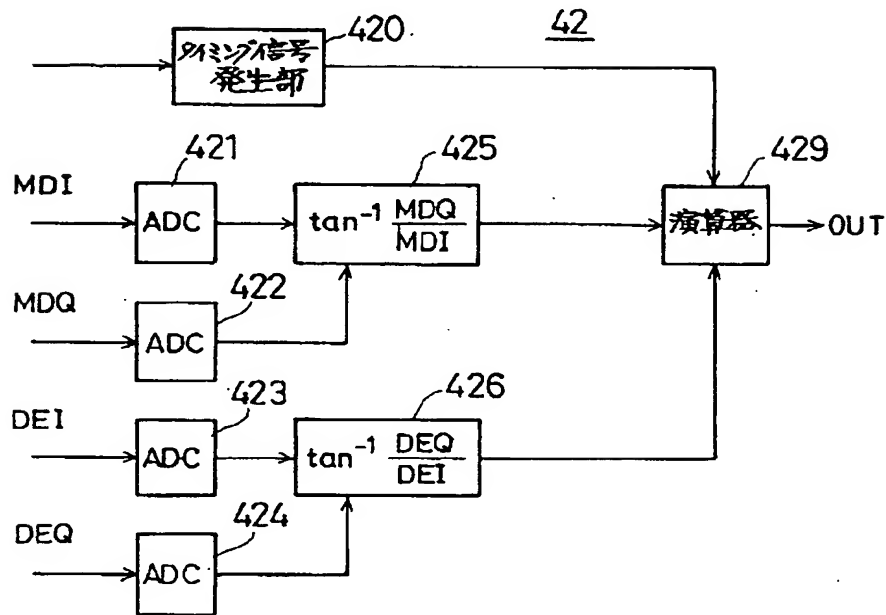 420
42
タイミング信号
発生部
421
425
429
MDI
ADC
tan⁻¹ MDQ
MDI
演算器
OUT
MDQ
422
ADC
423
426
DEI
ADC
tan⁻¹ DEQ
DEI
424
DEQ
ADC